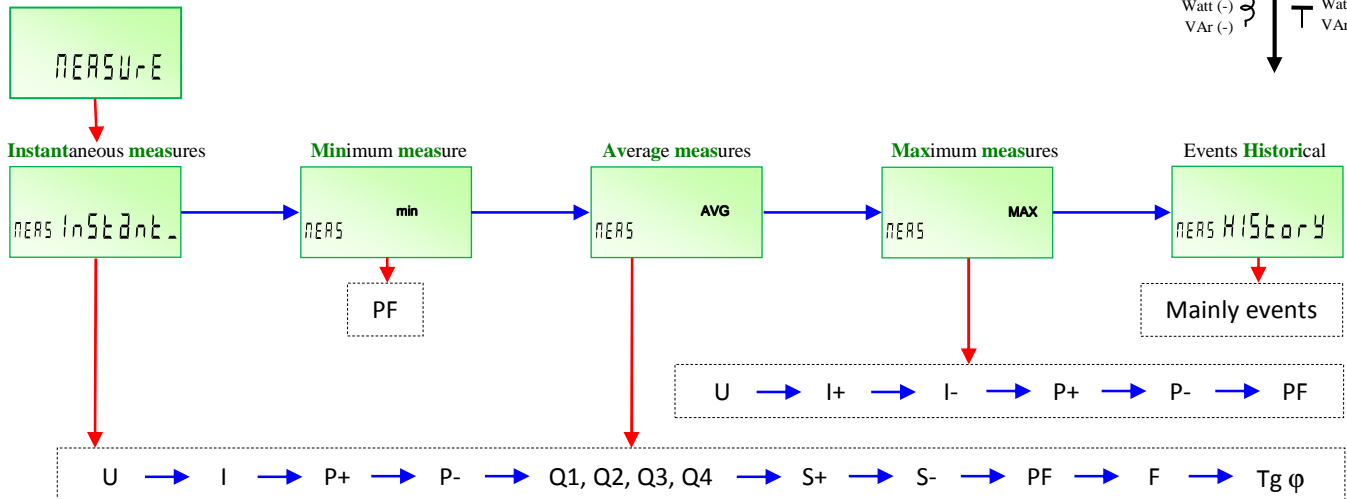 Watt (-) Wat
VAr (-) VAr
MEASUrE
Instantaneous measures
Minimum measure
Average measures
Maximum measures
Events Historical
MEAS InStant_
MEAS min
MEAS AVG
MEAS MAX
MEAS HIStorY
PF
Mainly events
U I+ I- P+ P- PF
U I P+ P- Q1, Q2, Q3, Q4 S+ S- PF F Tg φ